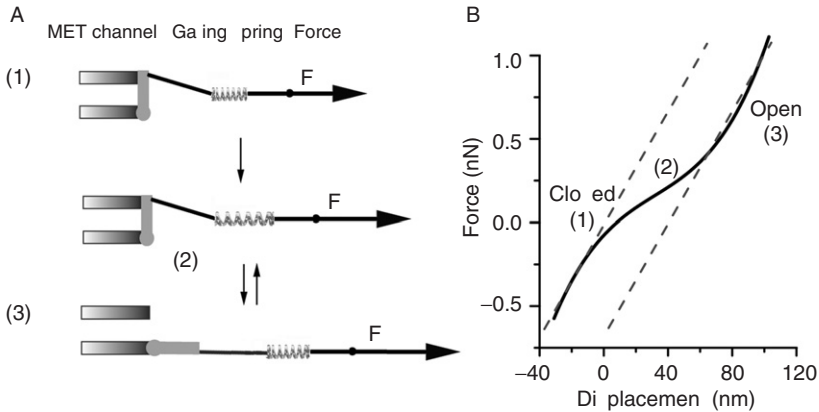 A
MET channel Ga ing pring Force
(1)
F
F
(2)
(3)
F
B
Force (nN)
1.0
0.5
0.0
−0.5
Clo ed
(1)
(2)
Open
(3)
−40 0 40 80 120
Di placemen (nm)